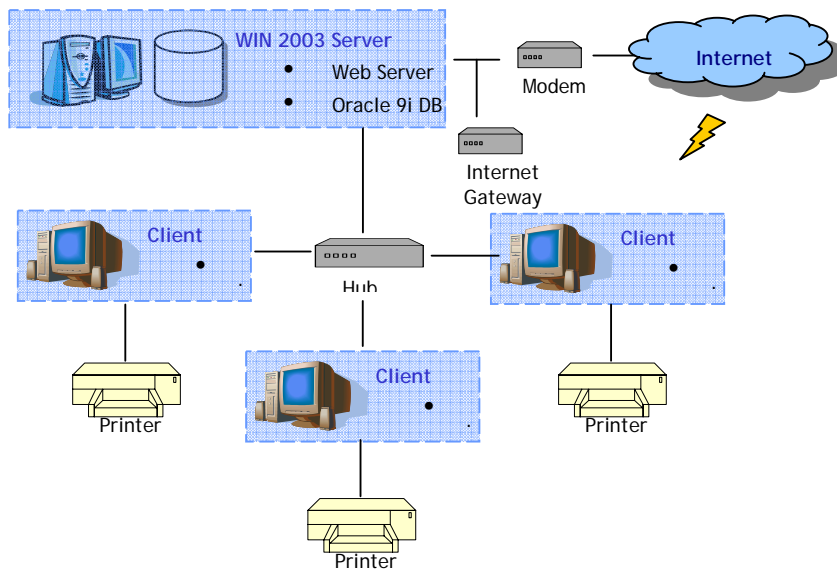 WIN 2003 Server
• Web Server
• Oracle 9i DB
Modem
Internet
Internet
Gateway
Client
•
.
Hub
Client
•
.
Printer
Client
•
.
Printer
Printer